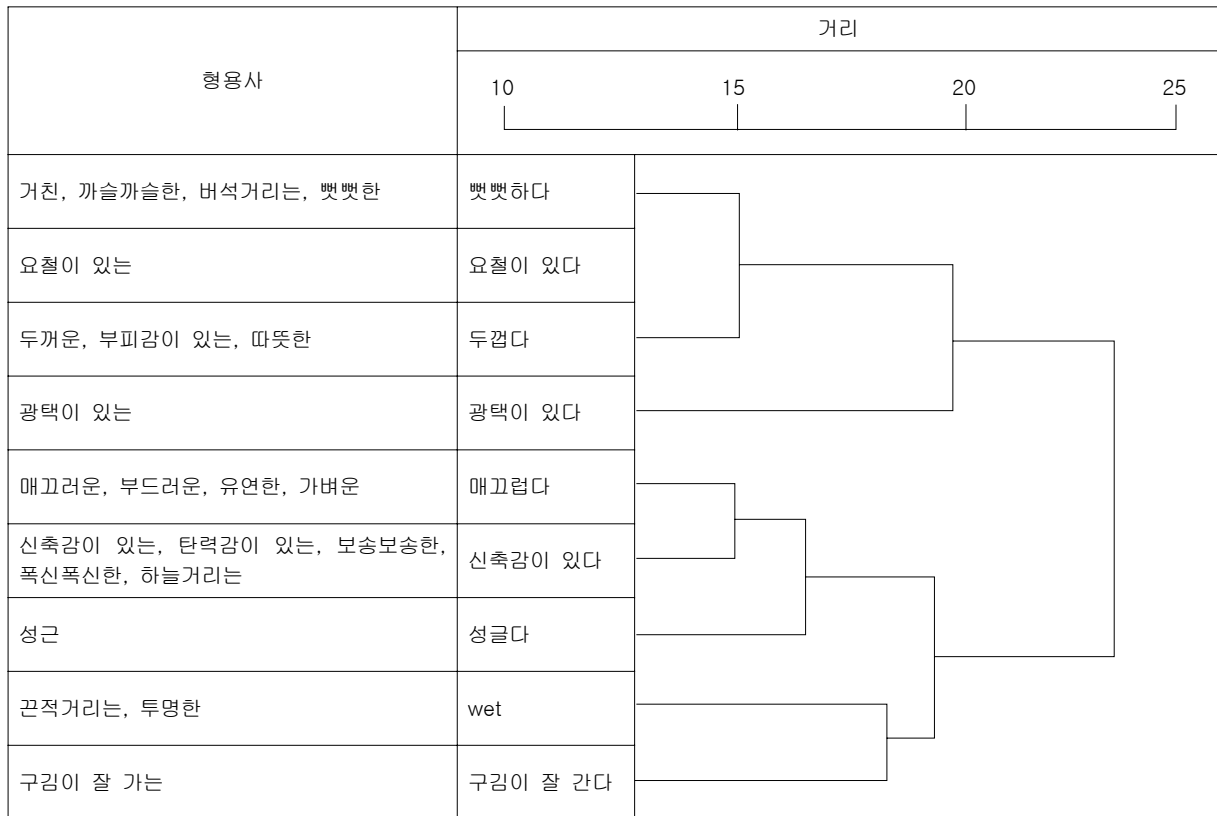 형용사
거리
10 15 20 25
거친, 까슬까슬한, 버석거리는, 뻣뻣한
뻣뻣하다
요철이 있는
요철이 있다
두꺼운, 부피감이 있는, 따뜻한
두껍다
광택이 있는
광택이 있다
매끄러운, 부드러운, 유연한, 가벼운
매끄럽다
신축감이 있는, 탄력감이 있는, 보송보송한,
폭신폭신한, 하늘거리는
신축감이 있다
성근
성글다
끈적거리는, 투명한
wet
구김이 잘 가는
구김이 잘 간다